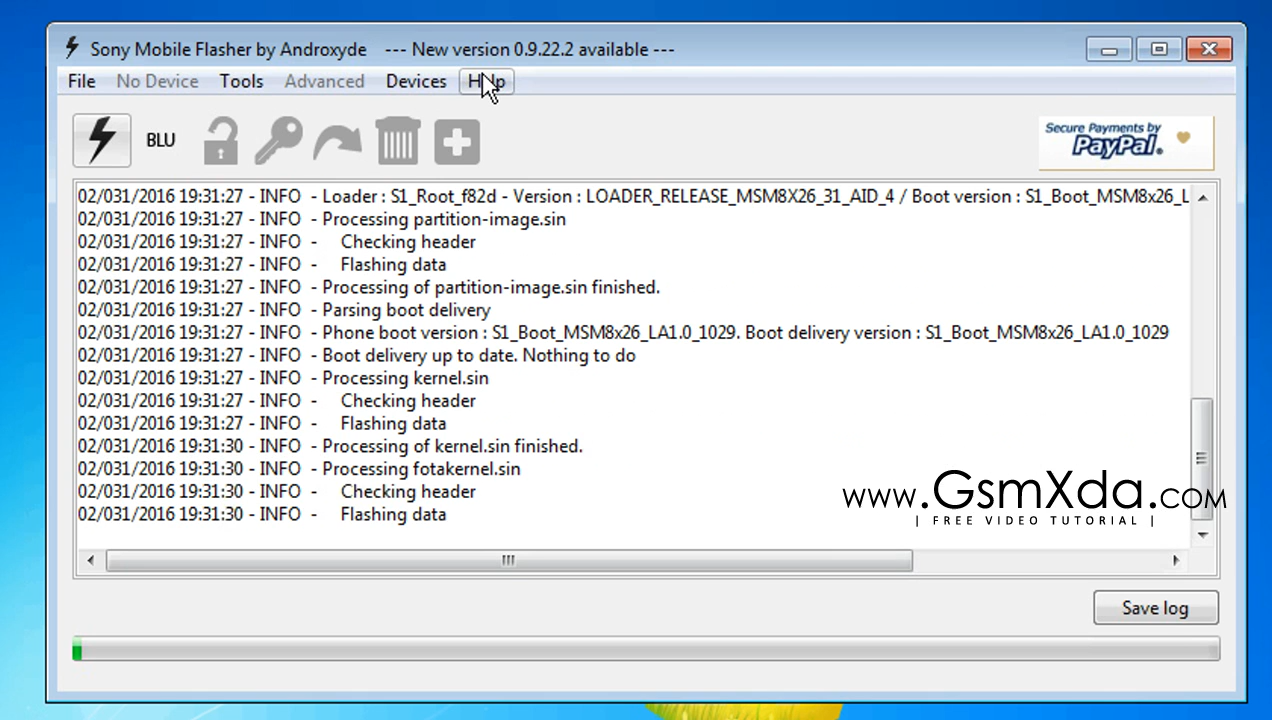 Sony Mobile Flasher by Androxyde --- New version 0.9.22.2 available ---
File No Device Tools Advanced Devices Help
BLU
Secure Payments by
PayPal.
02/031/2016 19:31:27 - INFO - Loader : S1_Root_f82d - Version : LOADER_RELEASE_MSM8X26_31_AID_4 / Boot version : S1_Boot_MSM8x26_L
02/031/2016 19:31:27 - INFO - Processing partition-image.sin
02/031/2016 19:31:27 - INFO - Checking header
02/031/2016 19:31:27 - INFO - Flashing data
02/031/2016 19:31:27 - INFO - Processing of partition-image.sin finished.
02/031/2016 19:31:27 - INFO - Parsing boot delivery
02/031/2016 19:31:27 - INFO - Phone boot version : S1_Boot_MSM8x26_LA1.0_1029. Boot delivery version : S1_Boot_MSM8x26_LA1.0_1029
02/031/2016 19:31:27 - INFO - Boot delivery up to date. Nothing to do
02/031/2016 19:31:27 - INFO - Processing kernel.sin
02/031/2016 19:31:27 - INFO - Checking header
02/031/2016 19:31:27 - INFO - Flashing data
02/031/2016 19:31:30 - INFO - Processing of kernel.sin finished.
02/031/2016 19:31:30 - INFO - Processing fotakernel.sin
02/031/2016 19:31:30 - INFO - Checking header
02/031/2016 19:31:30 - INFO - Flashing data
www.GsmXda.com
| FREE VIDEO TUTORIAL |
Save log